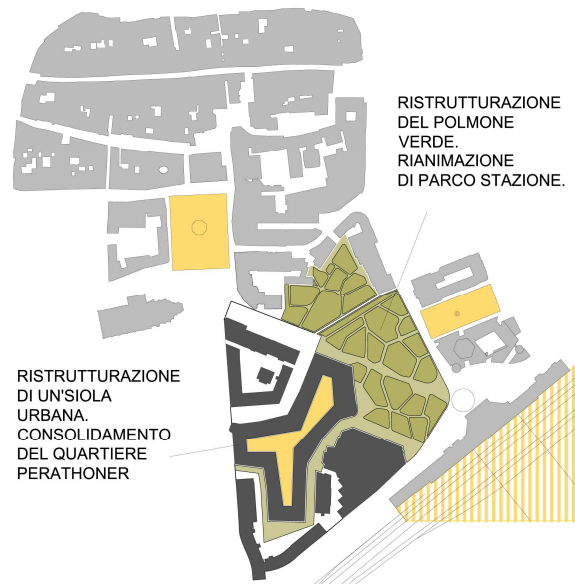 RISTRUTTURAZIONE
DEL POLMONE
VERDE.
RIANIMAZIONE
DI PARCO STAZIONE.
RISTRUTTURAZIONE
DI UN'SIOLA
URBANA.
CONSOLIDAMENTO
DEL QUARTIERE
PERATHONER